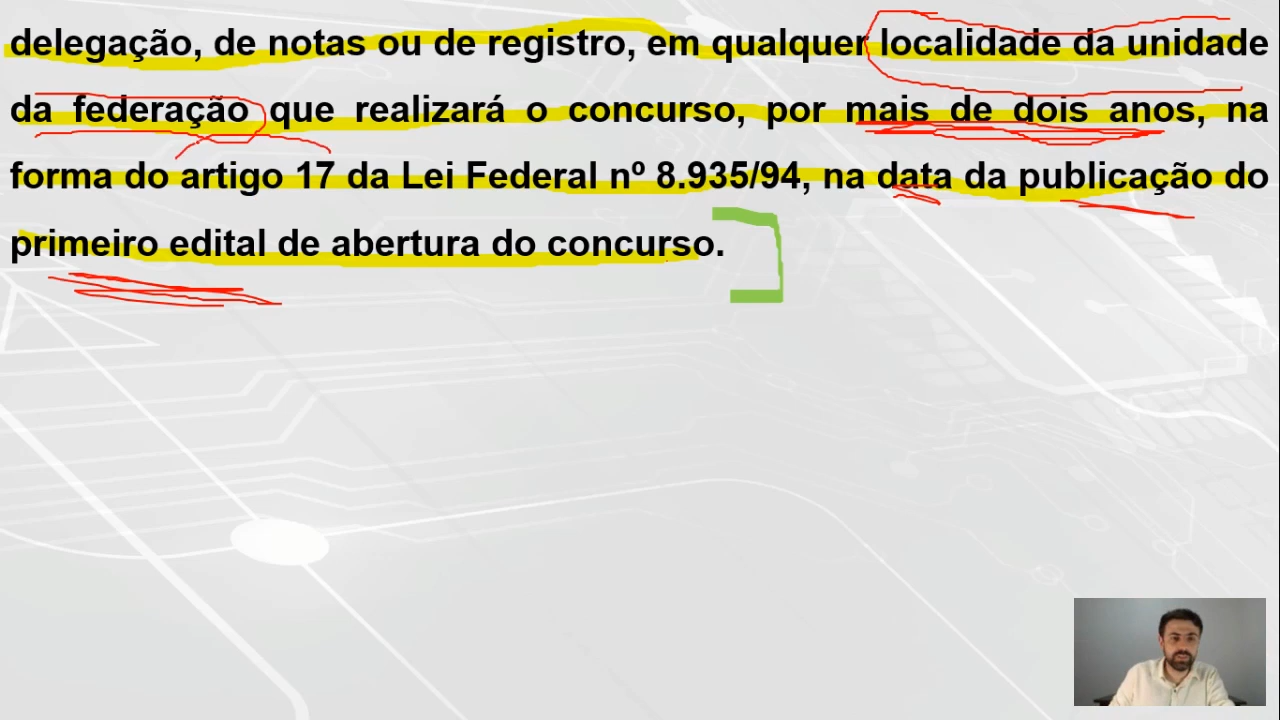 delegação, de notas ou de registro, em qualquer localidade da unidade
da federação que realizará o concurso, por mais de dois anos, na
forma do artigo 17 da Lei Federal nº 8.935/94, na data da publicação do
primeiro edital de abertura do concurso.